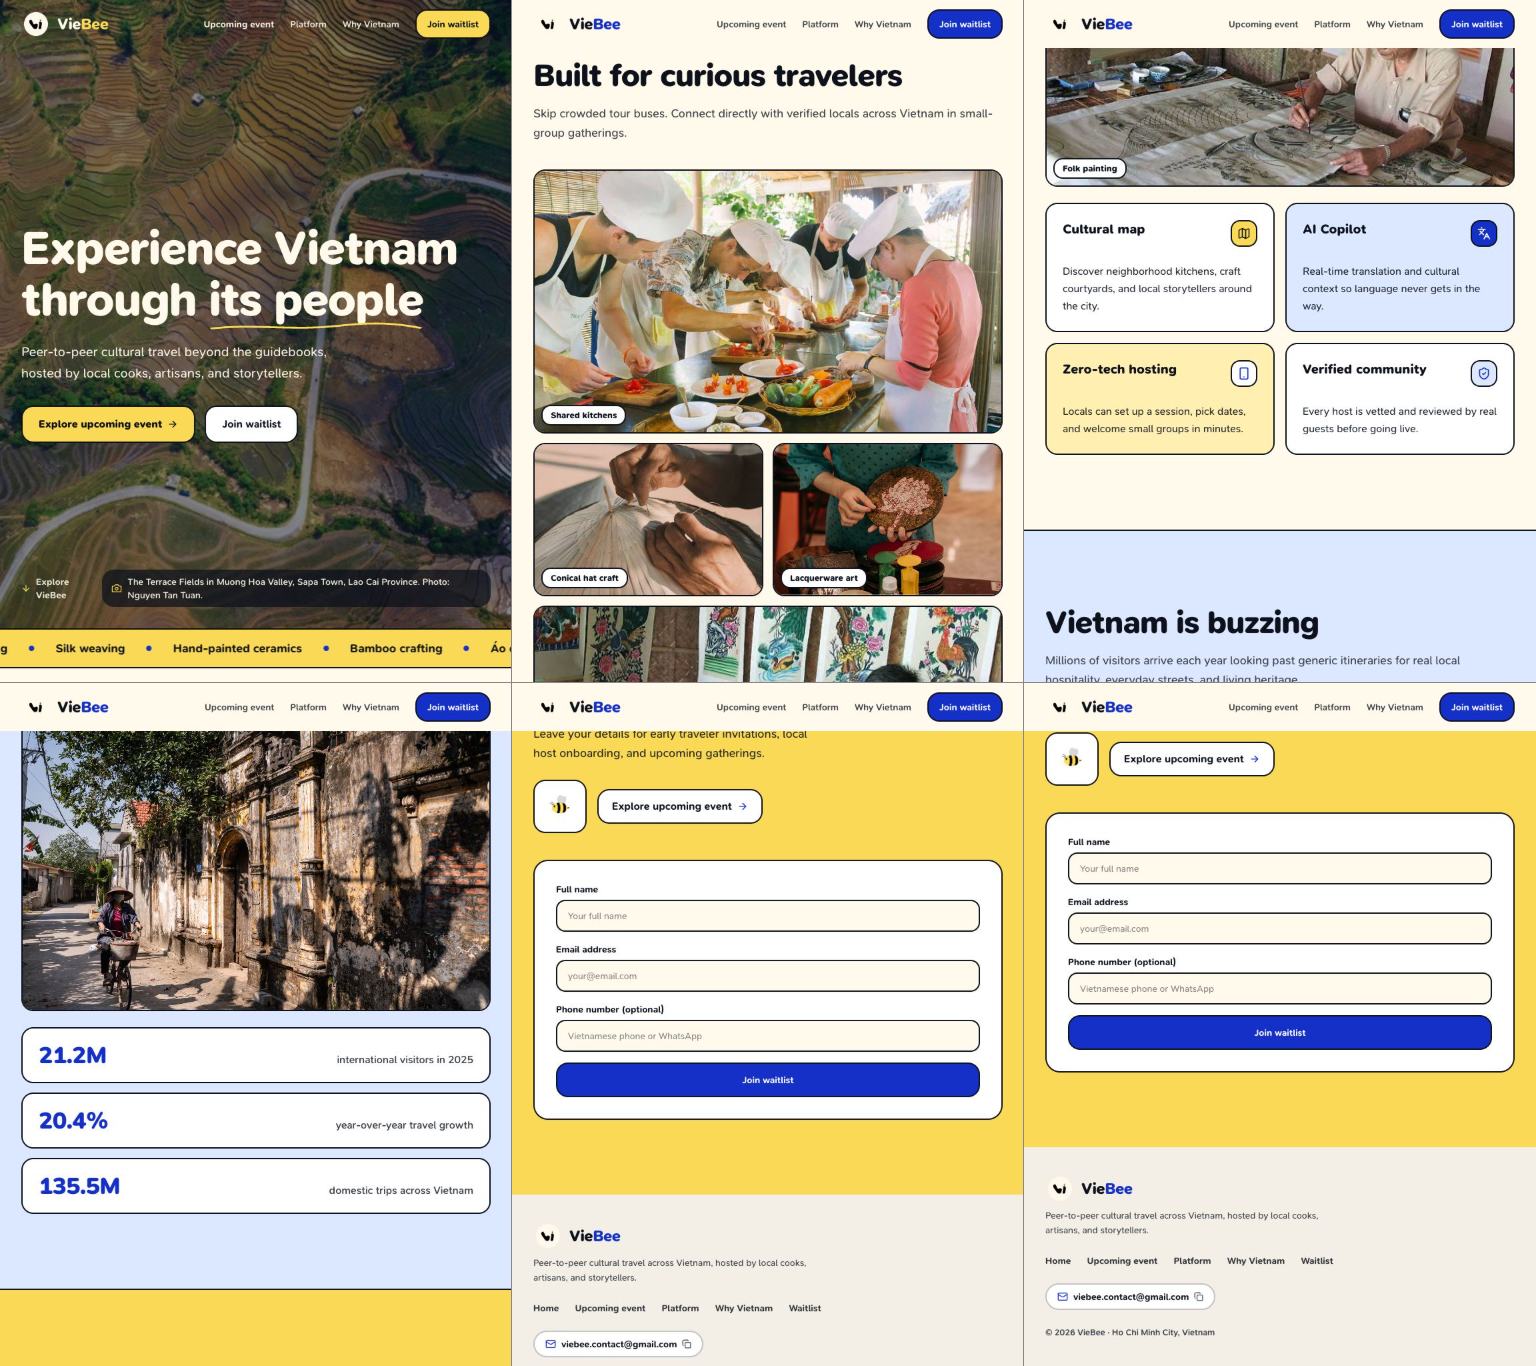 VieBee
Upcoming event Platform Why Vietnam Join waitlist
Experience Vietnam
through its people
Peer-to-peer cultural travel beyond the guidebooks,
hosted by local cooks, artisans, and storytellers.
Explore upcoming event
Join waitlist
Explore
VieBee
The Terrace Fields in Muong Hoa Valley, Sapa Town, Lao Cai Province. Photo:
Nguyen Tan Tuan.
Silk weaving • Hand-painted ceramics • Bamboo crafting • Áo
VieBee
Upcoming event Platform Why Vietnam Join waitlist
Built for curious travelers
Skip crowded tour buses. Connect directly with verified locals across Vietnam in small-
group gatherings.
Shared kitchens
Conical hat craft
Lacquerware art
VieBee
Upcoming event Platform Why Vietnam Join waitlist
Folk painting
Cultural map
Discover neighborhood kitchens, craft
courtyards, and local storytellers around
the city.
AI Copilot
Real-time translation and cultural
context so language never gets in the
way.
Zero-tech hosting
Locals can set up a session, pick dates,
and welcome small groups in minutes.
Verified community
Every host is vetted and reviewed by real
guests before going live.
Vietnam is buzzing
Millions of visitors arrive each year looking past generic itineraries for real local
hospitality, everyday streets, and living heritage.
VieBee
Upcoming event Platform Why Vietnam Join waitlist
21.2M
international visitors in 2025
20.4%
year-over-year travel growth
135.5M
domestic trips across Vietnam
VieBee
Upcoming event Platform Why Vietnam Join waitlist
Leave your details for early traveler invitations, local
host onboarding, and upcoming gatherings.
Explore upcoming event
Full name
Your full name
Email address
your@email.com
Phone number (optional)
Vietnamese phone or WhatsApp
Join waitlist
VieBee
Peer-to-peer cultural travel across Vietnam, hosted by local cooks,
artisans, and storytellers.
Home Upcoming event Platform Why Vietnam Waitlist
viebee.contact@gmail.com
VieBee
Upcoming event Platform Why Vietnam Join waitlist
Explore upcoming event
Full name
Your full name
Email address
your@email.com
Phone number (optional)
Vietnamese phone or WhatsApp
Join waitlist
VieBee
Peer-to-peer cultural travel across Vietnam, hosted by local cooks,
artisans, and storytellers.
Home Upcoming event Platform Why Vietnam Waitlist
viebee.contact@gmail.com
© 2026 VieBee · Ho Chi Minh City, Vietnam